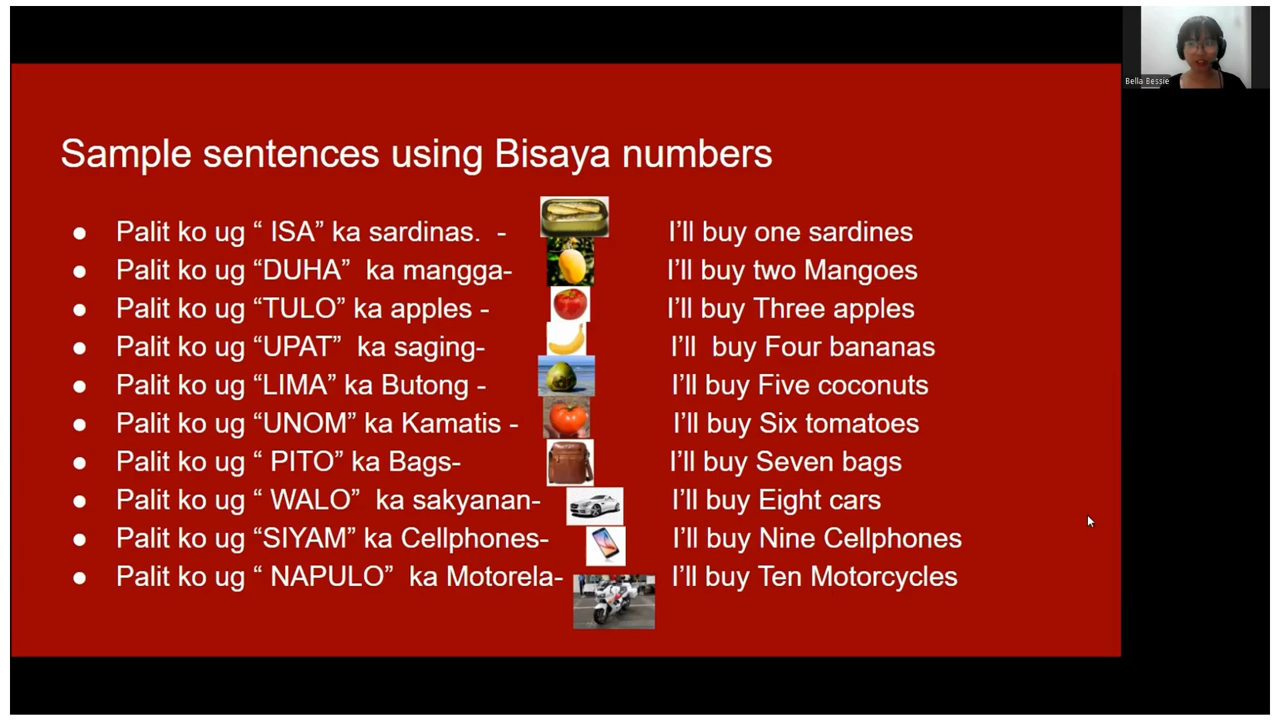 Bella Bessie
Sample sentences using Bisaya numbers
● Palit ko ug “ ISA” ka sardinas. - I’ll buy one sardines
● Palit ko ug “DUHA” ka mangga- I’ll buy two Mangoes
● Palit ko ug “TULO” ka apples - I’ll buy Three apples
● Palit ko ug “UPAT” ka saging- I’ll buy Four bananas
● Palit ko ug “LIMA” ka Butong - I’ll buy Five coconuts
● Palit ko ug “UNOM” ka Kamatis - I’ll buy Six tomatoes
● Palit ko ug “ PITO” ka Bags- I’ll buy Seven bags
● Palit ko ug “ WALO” ka sakyanan- I’ll buy Eight cars
● Palit ko ug “SIYAM” ka Cellphones- I’ll buy Nine Cellphones
● Palit ko ug “ NAPULO” ka Motorela- I’ll buy Ten Motorcycles